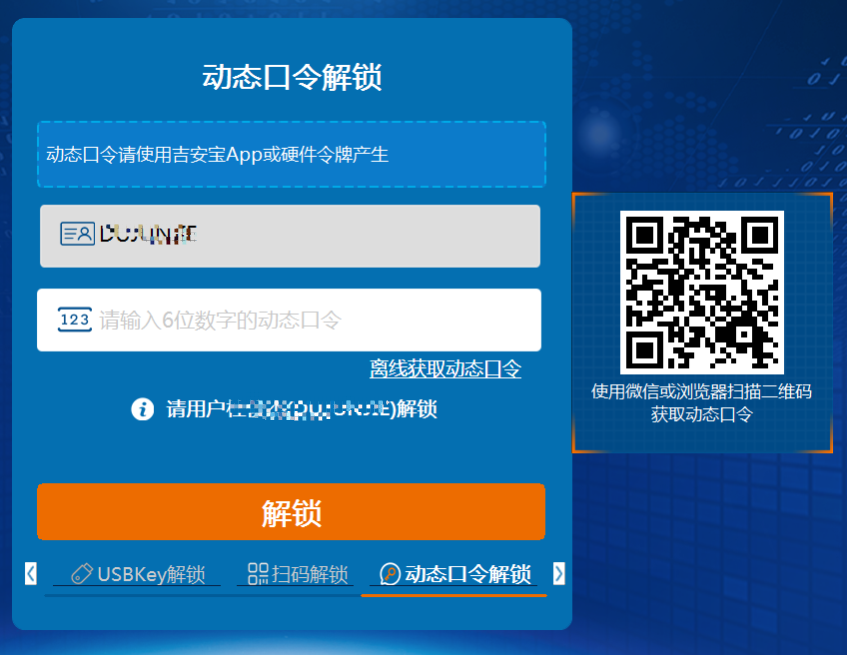 动态口令解锁
动态口令请使用吉安宝App或硬件令牌产生
123
请输入6位数字的动态口令
离线获取动态口令
请用户 解锁
解锁
USBKey解锁
扫码解锁
动态口令解锁
使用微信或浏览器扫描二维码
获取动态口令